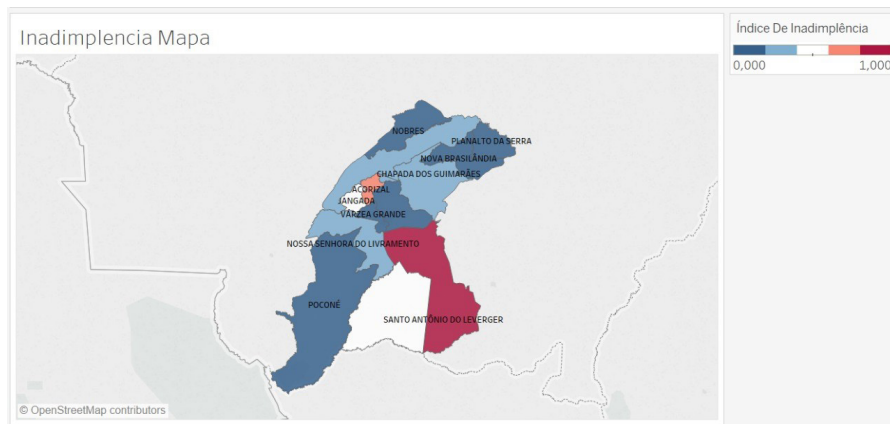 Inadimplencia Mapa
Índice De Inadimplência
0,000
1,000
NOBRES
PLANALTO DA SERRA
NOVA BRASILÂNDIA
CHAPADA DOS GUIMARÃES
ACORIZAL
JANGADA
VÁRZEA GRANDE
NOSSA SENHORA DO LIVRAMENTO
POCONÉ
SANTO ANTÔNIO DO LEVERGER
© OpenStreetMap contributors